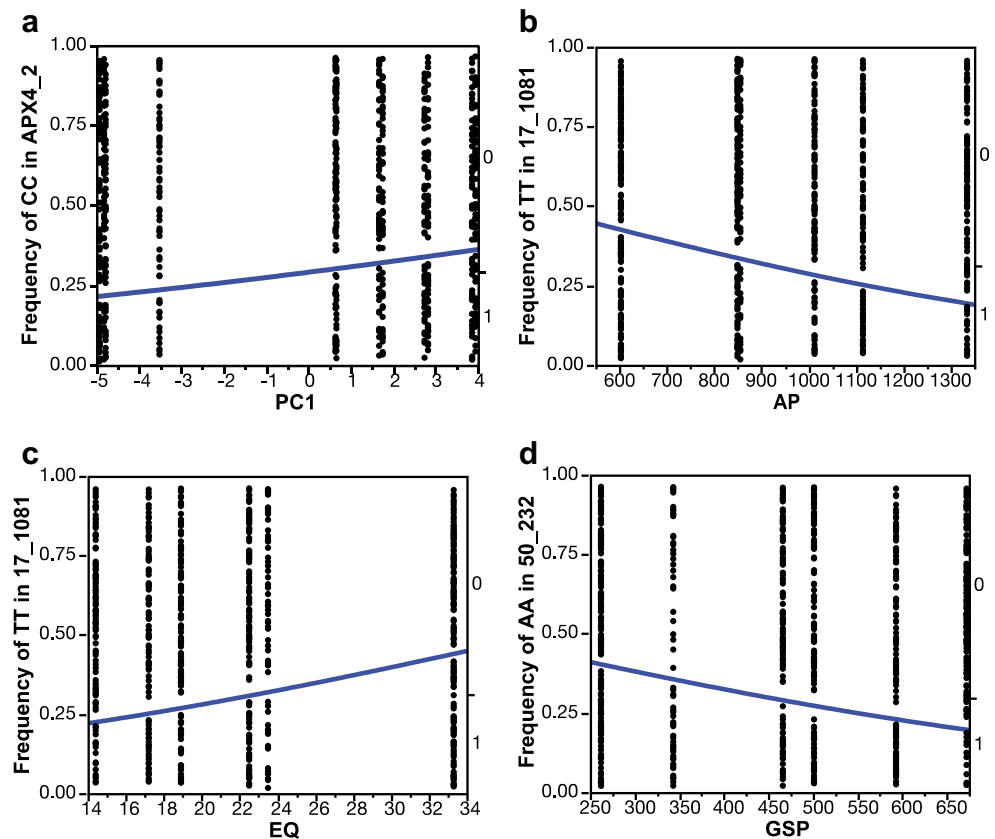 a
1.00
0.75
0.50
0.25
0.00
Frequency of CC in APX4_2
0
1
-5 -4 -3 -2 -1 0 1 2 3 4
PC1
b
1.00
0.75
0.50
0.25
0.00
Frequency of TT in 17_1081
0
1
600 700 800 900 1000 1100 1200 1300
AP
c
1.00
0.75
0.50
0.25
0.00
Frequency of TT in 17_1081
0
1
14 16 18 20 22 24 26 28 30 32 34
EQ
d
1.00
0.75
0.50
0.25
0.00
Frequency of AA in 50_232
0
1
250 300 350 400 450 500 550 600 650
GSP